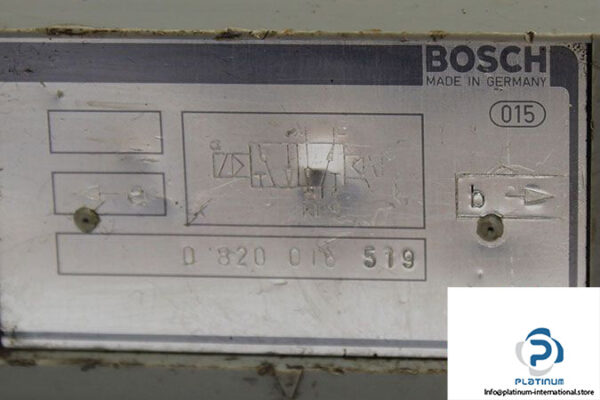 BOSCH
MADE IN GERMANY
015
a
a
b
0 820 018 519
PLATINUM
Info@platinum-international.store